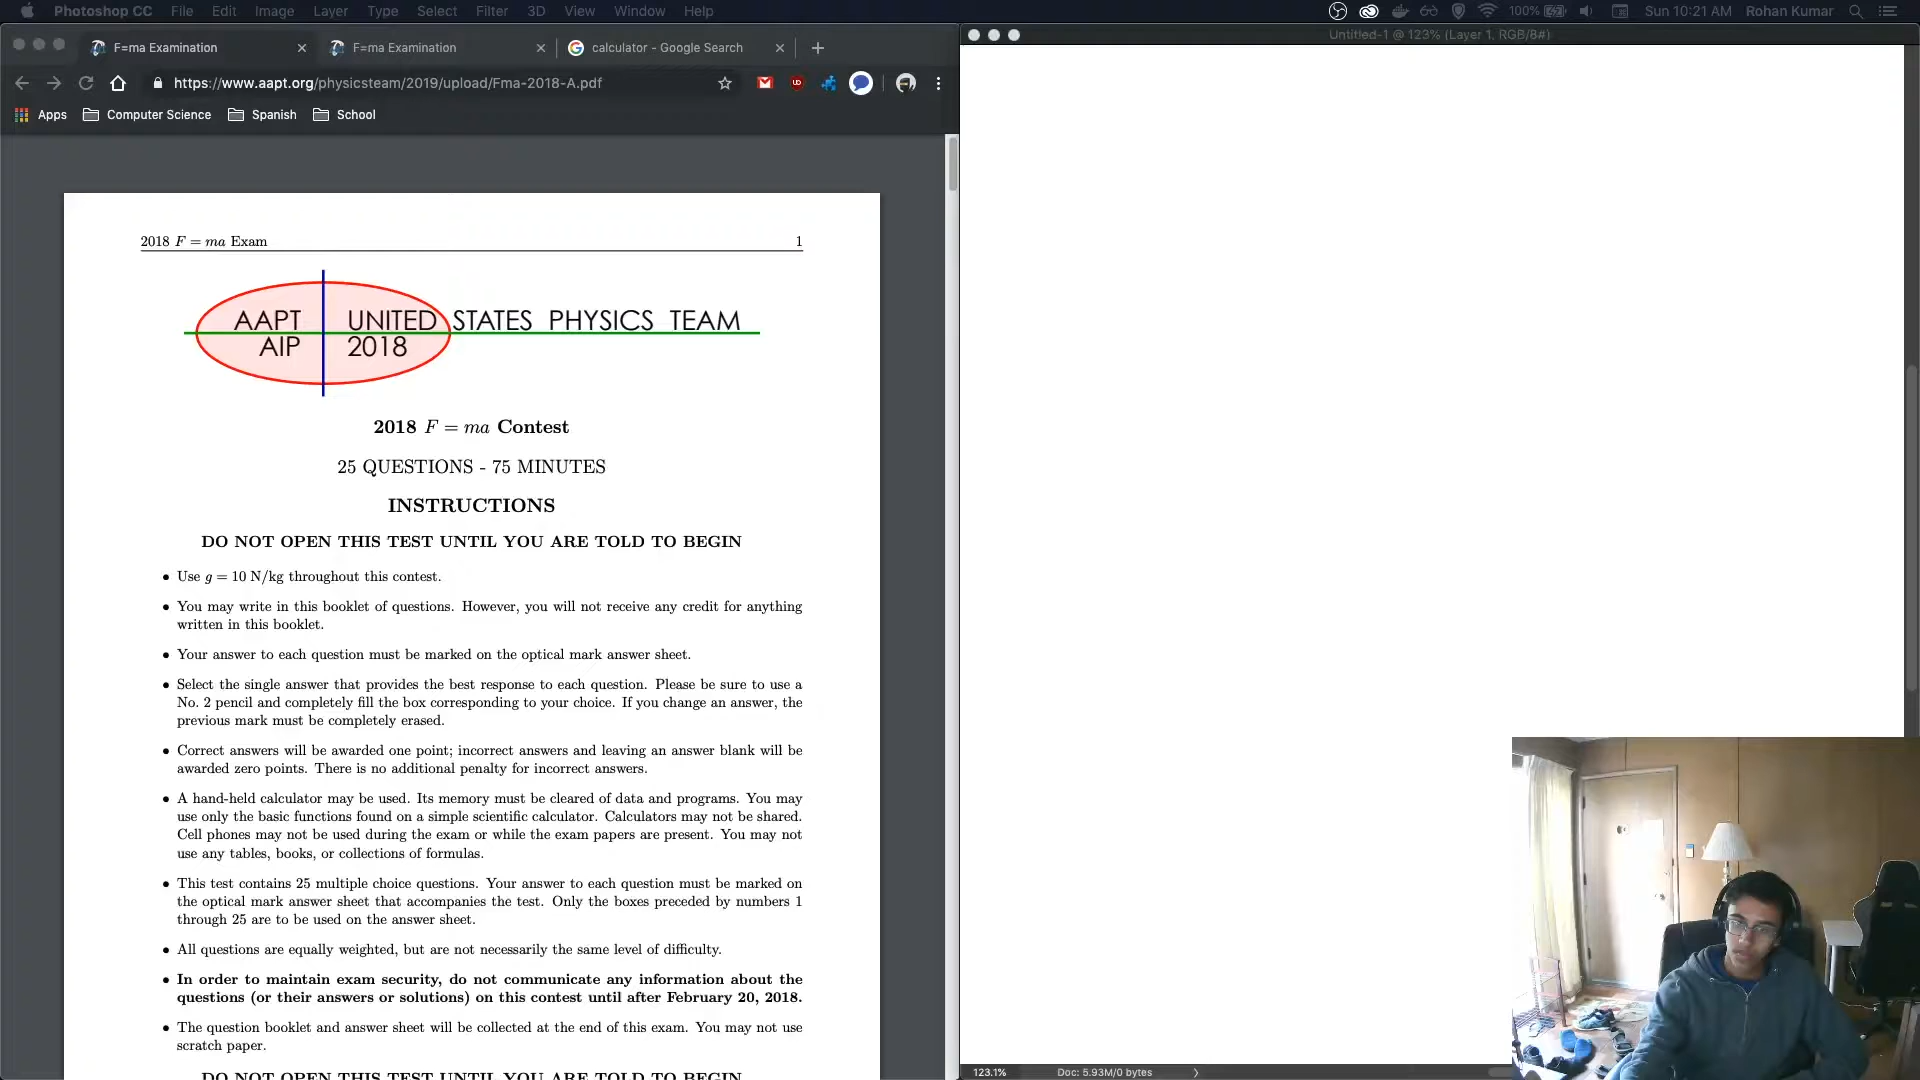 Photoshop CC File Edit Image Layer Type Select Filter 3D View Window Help
100% Sun 10:21 AM Rohan Kumar
F=ma Examination
F=ma Examination
calculator - Google Search
https://www.aapt.org/physicsteam/2019/upload/Fma-2018-A.pdf
Apps Computer Science Spanish School
2018 F = ma Exam 1
AAPT UNITED STATES PHYSICS TEAM
AIP 2018
2018 F = ma Contest
25 QUESTIONS - 75 MINUTES
INSTRUCTIONS
DO NOT OPEN THIS TEST UNTIL YOU ARE TOLD TO BEGIN
• Use g = 10 N/kg throughout this contest.
• You may write in this booklet of questions. However, you will not receive any credit for anything
written in this booklet.
• Your answer to each question must be marked on the optical mark answer sheet.
• Select the single answer that provides the best response to each question. Please be sure to use a
No. 2 pencil and completely fill the box corresponding to your choice. If you change an answer, the
previous mark must be completely erased.
• Correct answers will be awarded one point; incorrect answers and leaving an answer blank will be
awarded zero points. There is no additional penalty for incorrect answers.
• A hand-held calculator may be used. Its memory must be cleared of data and programs. You may
use only the basic functions found on a simple scientific calculator. Calculators may not be shared.
Cell phones may not be used during the exam or while the exam papers are present. You may not
use any tables, books, or collections of formulas.
• This test contains 25 multiple choice questions. Your answer to each question must be marked on
the optical mark answer sheet that accompanies the test. Only the boxes preceded by numbers 1
through 25 are to be used on the answer sheet.
• All questions are equally weighted, but are not necessarily the same level of difficulty.
• In order to maintain exam security, do not communicate any information about the
questions (or their answers or solutions) on this contest until after February 20, 2018.
• The question booklet and answer sheet will be collected at the end of this exam. You may not use
scratch paper.
DO NOT OPEN THIS TEST UNTIL YOU ARE TOLD TO BEGIN
Untitled-1 @ 123% (Layer 1, RGB/8#)
123.1% Doc: 5.93M/0 bytes